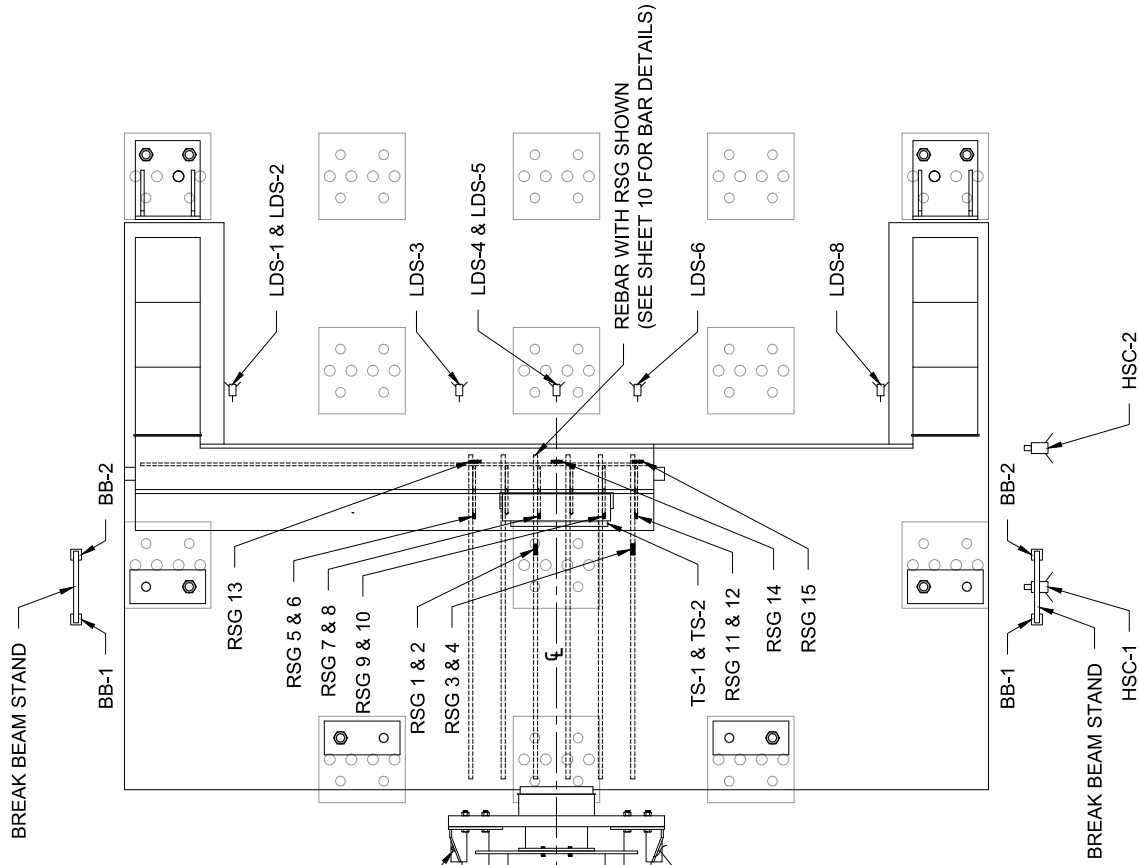 BREAK BEAM STAND
BB-1
BB-2
RSG 13
RSG 5 & 6
RSG 7 & 8
RSG 9 & 10
RSG 1 & 2
RSG 3 & 4
CL
TS-1 & TS-2
RSG 11 & 12
RSG 14
RSG 15
LDS-1 & LDS-2
LDS-3
LDS-4 & LDS-5
REBAR WITH RSG SHOWN
(SEE SHEET 10 FOR BAR DETAILS)
LDS-6
LDS-8
BB-1
BB-2
BREAK BEAM STAND
HSC-1
HSC-2